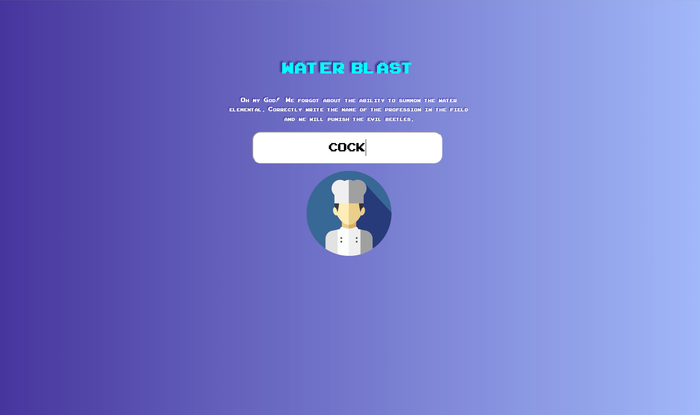 WATER BLAST
Oh my God! We forgot about the ability to summon the water
elemental. Correctly write the name of the profession in the field
and we will punish the evil beetles.
COCK